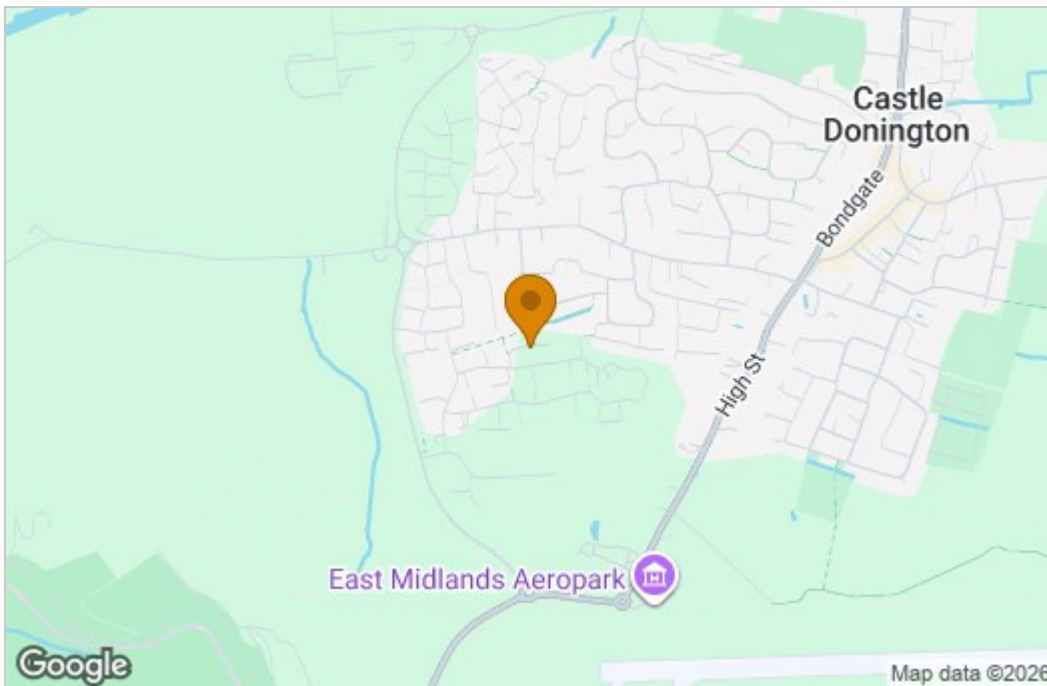 Castle
Donington
Bondgate
High St
East Midlands Aeropark
Google
Map data ©2026